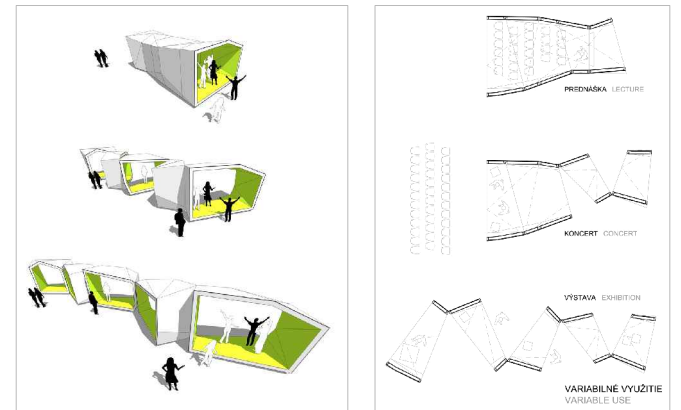 PREDNÁŠKA LECTURE
KONCERT CONCERT
VÝSTAVA EXHIBITION
VARIABILNÉ VYUŽITIE
VARIABLE USE